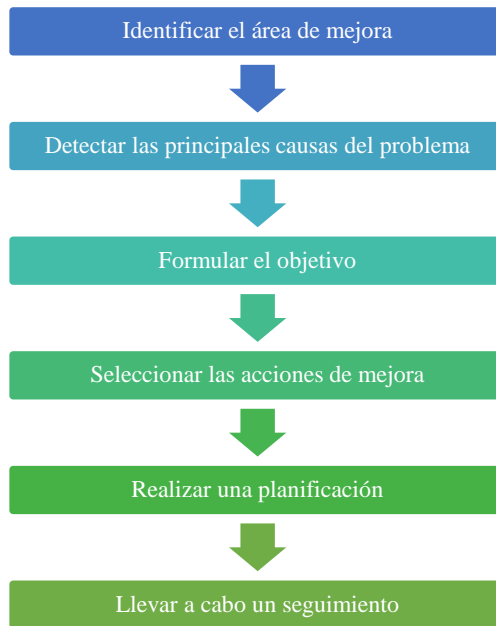 Identificar el área de mejora
Detectar las principales causas del problema
Formular el objetivo
Seleccionar las acciones de mejora
Realizar una planificación
Llevar a cabo un seguimiento